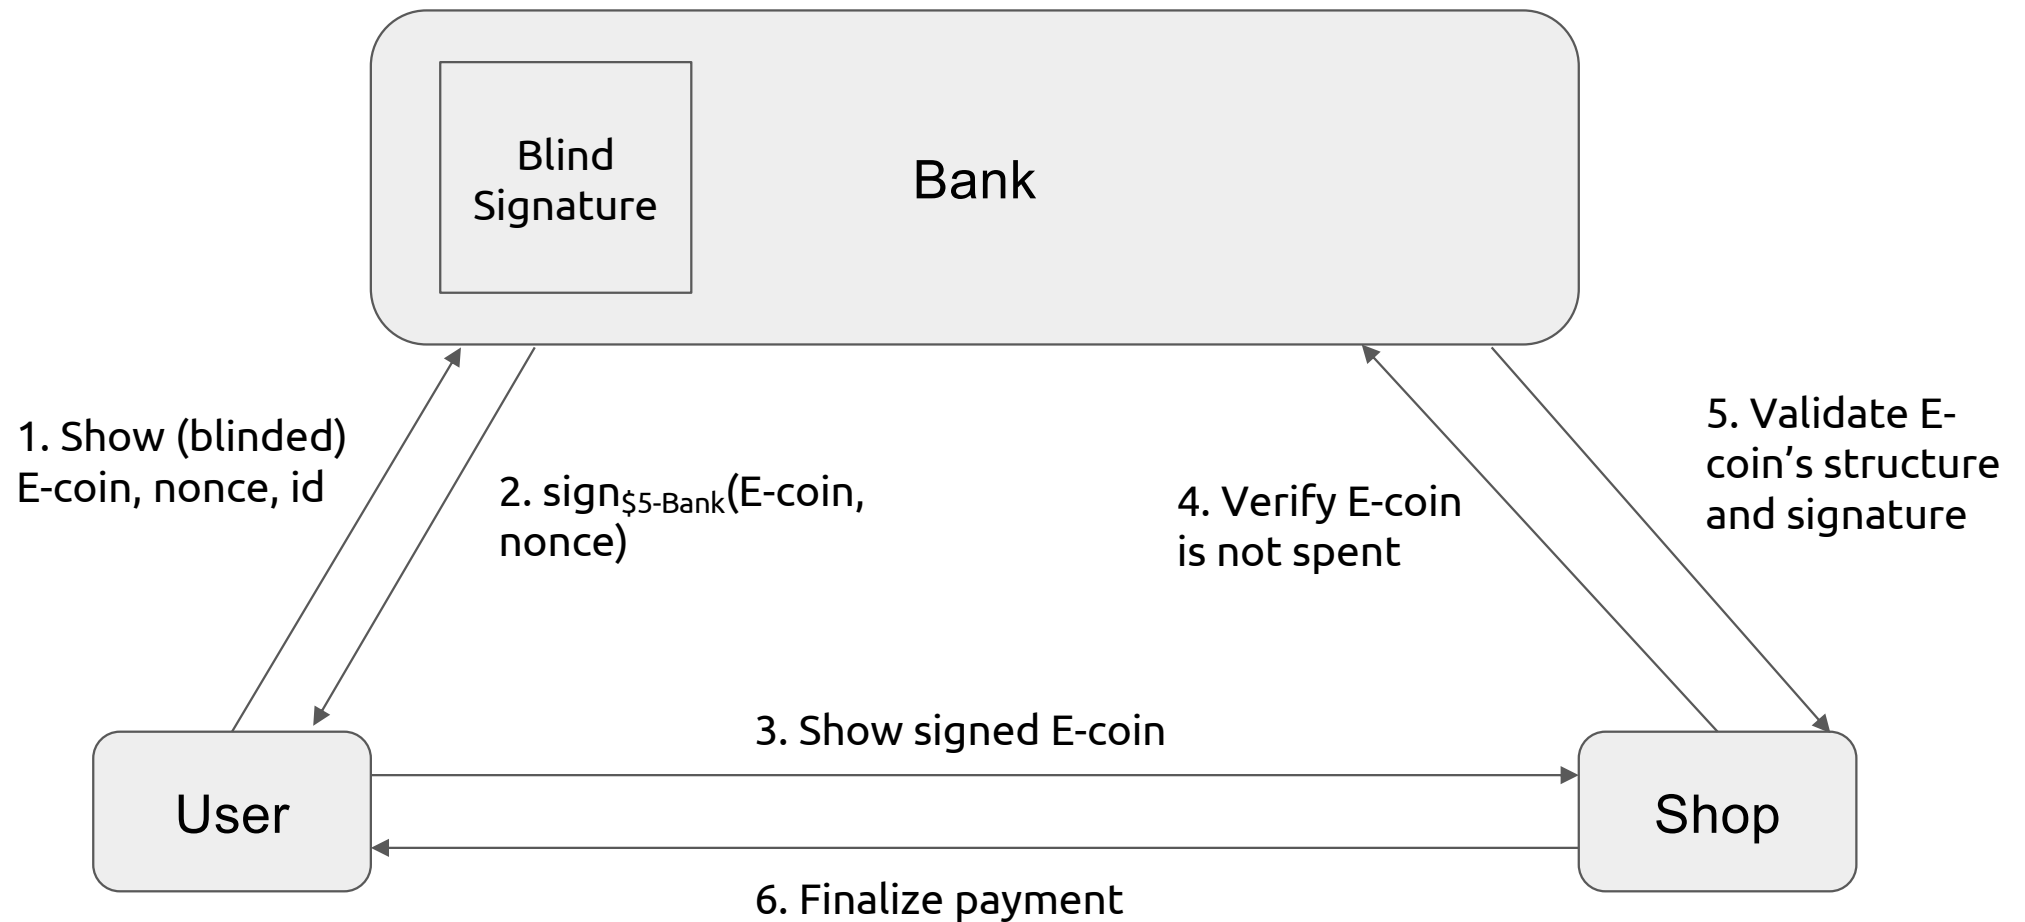 Blind
Signature
Bank
1. Show (blinded)
E-coin, nonce, id
2. sign$5-Bank(E-coin,
nonce)
4. Verify E-coin
is not spent
5. Validate E-
coin’s structure
and signature
3. Show signed E-coin
User
Shop
6. Finalize payment